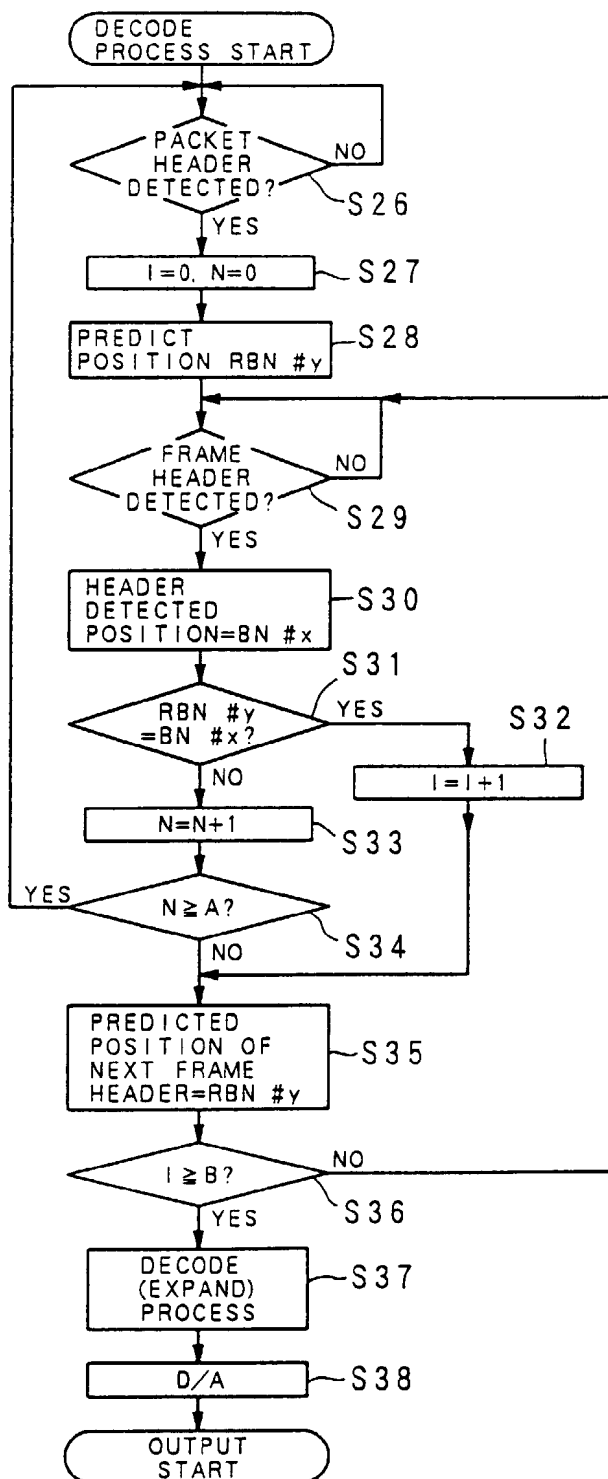 DECODE
PROCESS START
PACKET
HEADER
DETECTED?
NO
S26
YES
I=0, N=0
S27
PREDICT
POSITION RBN #y
S28
FRAME
HEADER
DETECTED?
NO
S29
YES
HEADER
DETECTED
POSITION=BN #x
S30
S31
RBN #y
=BN #x?
YES
S32
I=I+1
NO
N=N+1
S33
YES
N≧A?
S34
NO
PREDICTED
POSITION OF
NEXT FRAME
HEADER=RBN #y
S35
I≧B?
NO
S36
YES
DECODE
(EXPAND)
PROCESS
S37
D/A
S38
OUTPUT
START